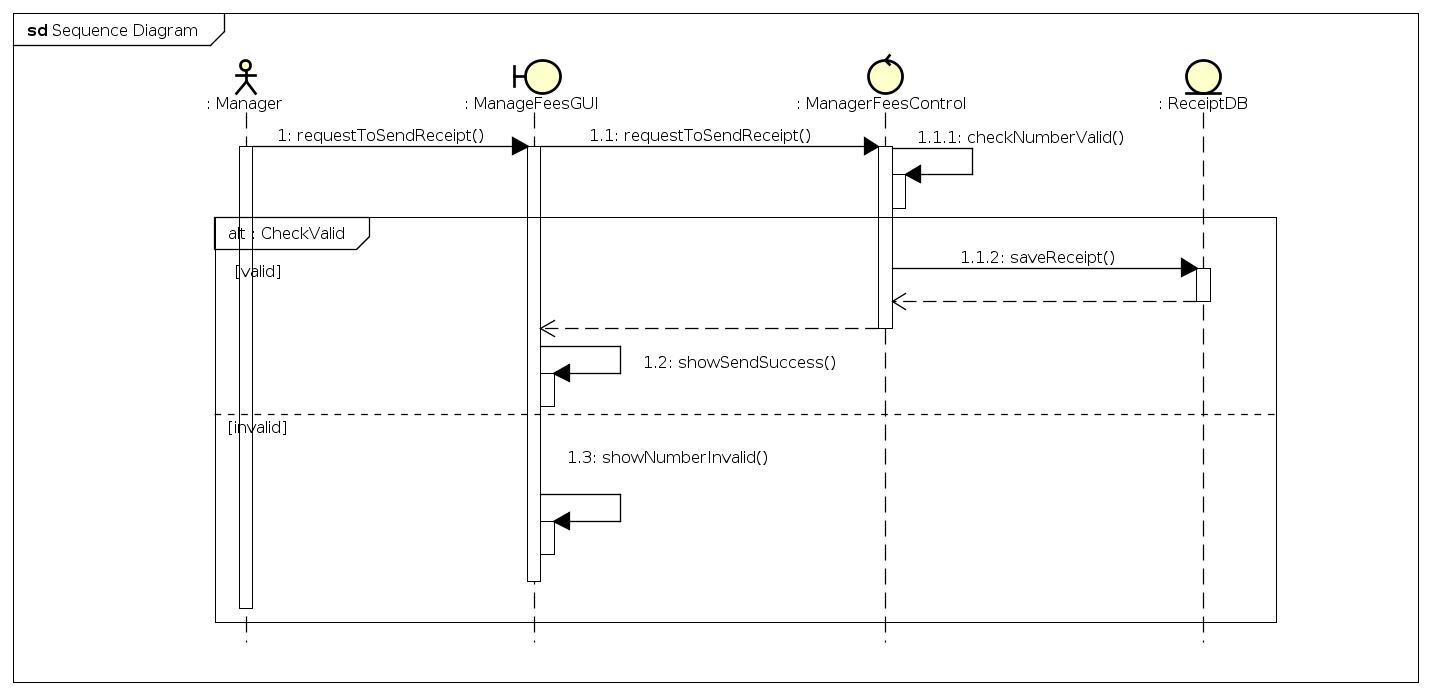 sd Sequence Diagram
: Manager
: ManageFeesGUI
: ManagerFeesControl
: ReceiptDB
1: requestToSendReceipt()
1.1: requestToSendReceipt()
1.1.1: checkNumberValid()
alt : CheckValid
[valid]
1.1.2: saveReceipt()
1.2: showSendSuccess()
[invalid]
1.3: showNumberInvalid()